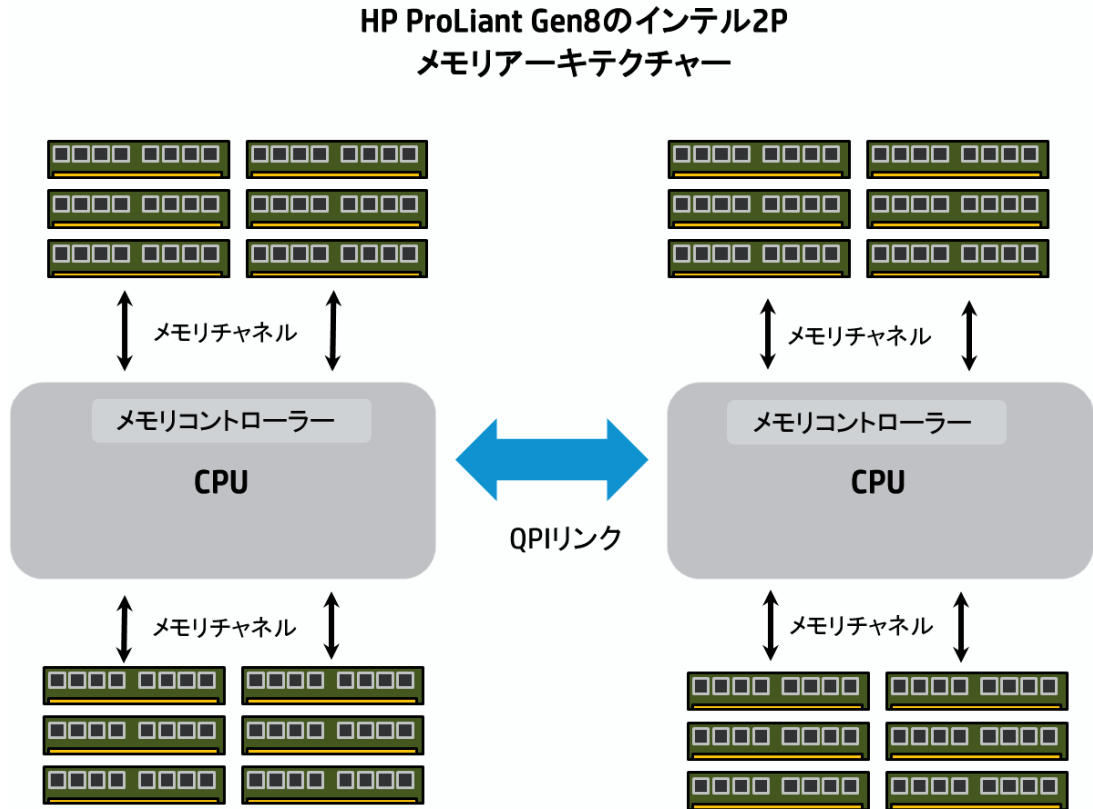 HP ProLiant Gen8のインテル2P
メモリアーキテクチャー
メモリチャネル
メモリチャネル
メモリコントローラー
メモリコントローラー
CPU
CPU
QPIリンク
メモリチャネル
メモリチャネル